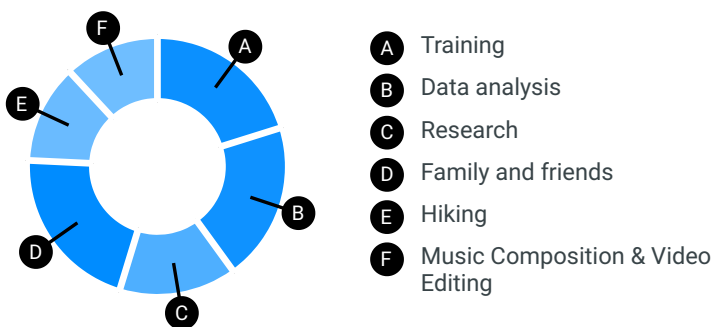 F
A
E
B
D
C
A Training
B Data analysis
C Research
D Family and friends
E Hiking
F Music Composition & Video
Editing